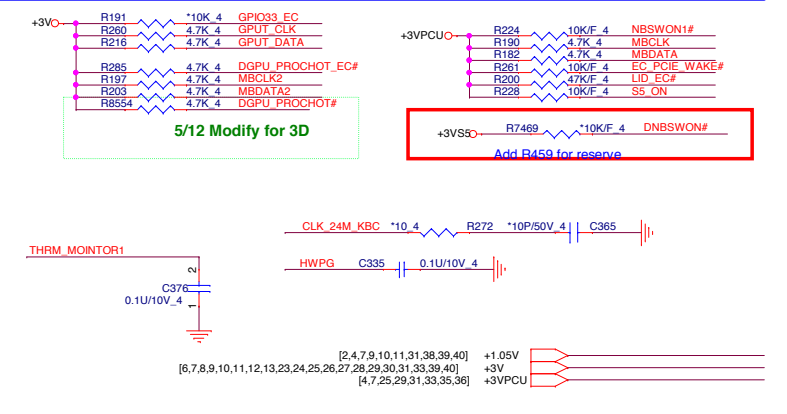 +3V
R191 *10K_4 GPIO33_EC
R260 4.7K_4 GPUT_CLK
R216 4.7K_4 GPUT_DATA
R285 4.7K_4 DGPU_PROCHOT_EC#
R197 4.7K_4 MBCLK2
R203 4.7K_4 MBDATA2
R8554 4.7K_4 DGPU_PROCHOT#
5/12 Modify for 3D
+3VPCU
R224 10K/F_4 NBSWON1#
R190 4.7K_4 MBCLK
R182 4.7K_4 MBDATA
R261 10K/F_4 EC_PCIE_WAKE#
R200 47K/F_4 LID_EC#
R228 10K/F_4 S5_ON
+3VS5 R7469 *10K/F_4 DNBSWON#
Add R459 for reserve
CLK_24M_KBC *10_4 R272 *10P/50V_4 C365
HWPG C335 0.1U/10V_4
THRM_MOINTOR1
2
C376
0.1U/10V_4
1
[2,4,7,9,10,11,31,38,39,40] +1.05V
[6,7,8,9,10,11,12,13,23,24,25,26,27,28,29,30,31,33,39,40] +3V
[4,7,25,29,31,33,35,36] +3VPCU